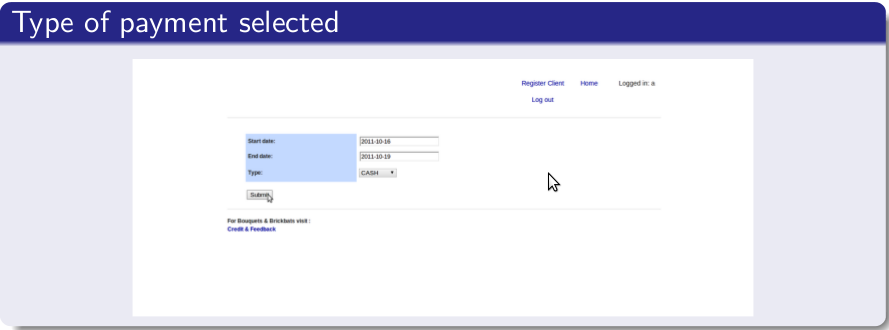 Type of payment selected
Register Client Home Logged in: a
Log out
Start date: 2011-10-16
End date: 2011-10-19
Type: CASH
Submit
For Bouquets & Brickbats visit :
Credit & Feedback